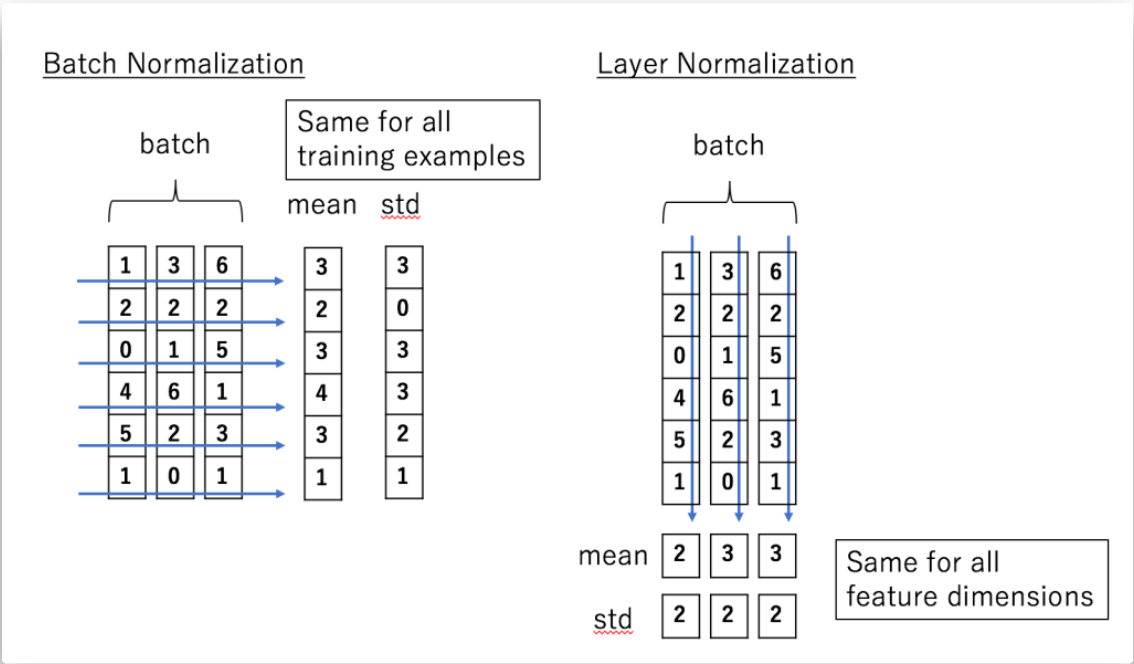 Batch Normalization
Same for all
training examples
batch
mean std
1 3 6 3 3
2 2 2 2 0
0 1 5 3 3
4 6 1 4 3
5 2 3 3 2
1 0 1 1 1
Layer Normalization
batch
1 3 6
2 2 2
0 1 5
4 6 1
5 2 3
1 0 1
mean 2 3 3
std 2 2 2
Same for all
feature dimensions